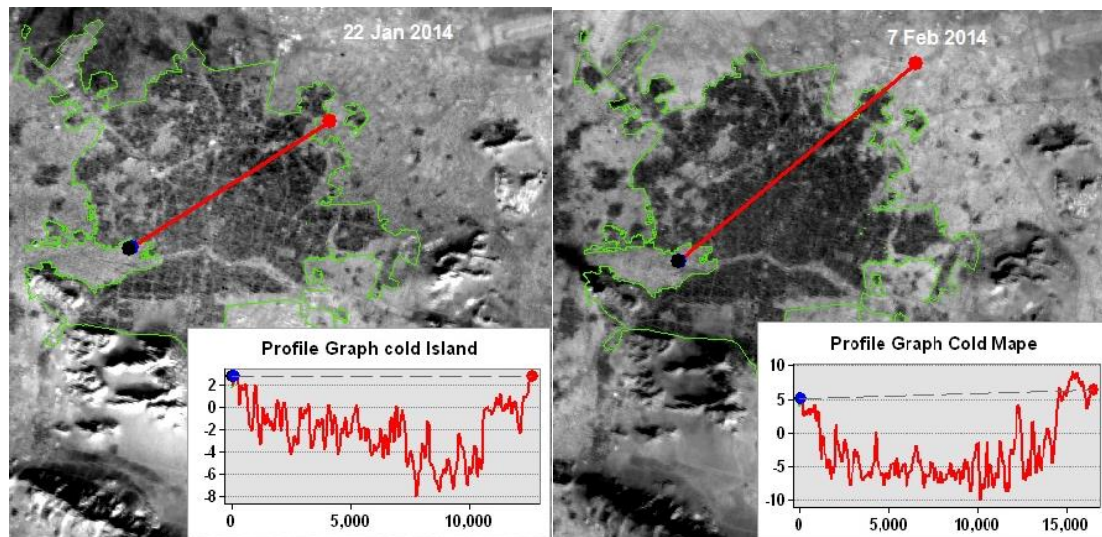 22 Jan 2014
Profile Graph cold Island
2
0
-2
-4
-6
-8
0 5,000 10,000
7 Feb 2014
Profile Graph Cold Mape
10
5
0
-5
-10
0 5,000 10,000 15,000